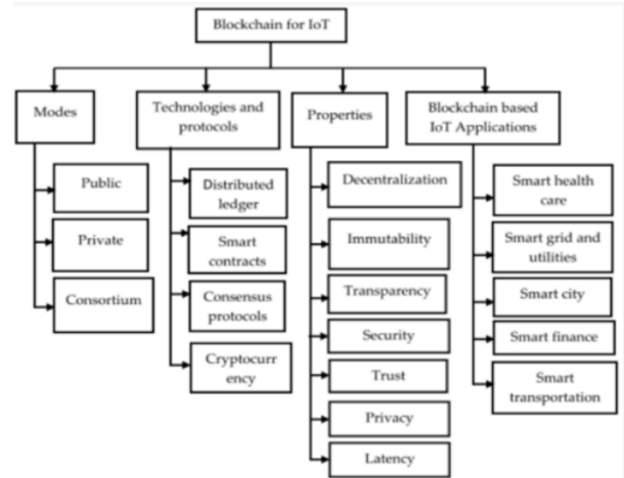 Blockchain for IoT
Modes
Public
Private
Consortium
Technologies and
protocols
Distributed
ledger
Smart
contracts
Consensus
protocols
Cryptocurr
ency
Properties
Decentralization
Immutability
Transparency
Security
Trust
Privacy
Latency
Blockchain based
IoT Applications
Smart health
care
Smart grid and
utilities
Smart city
Smart finance
Smart
transportation